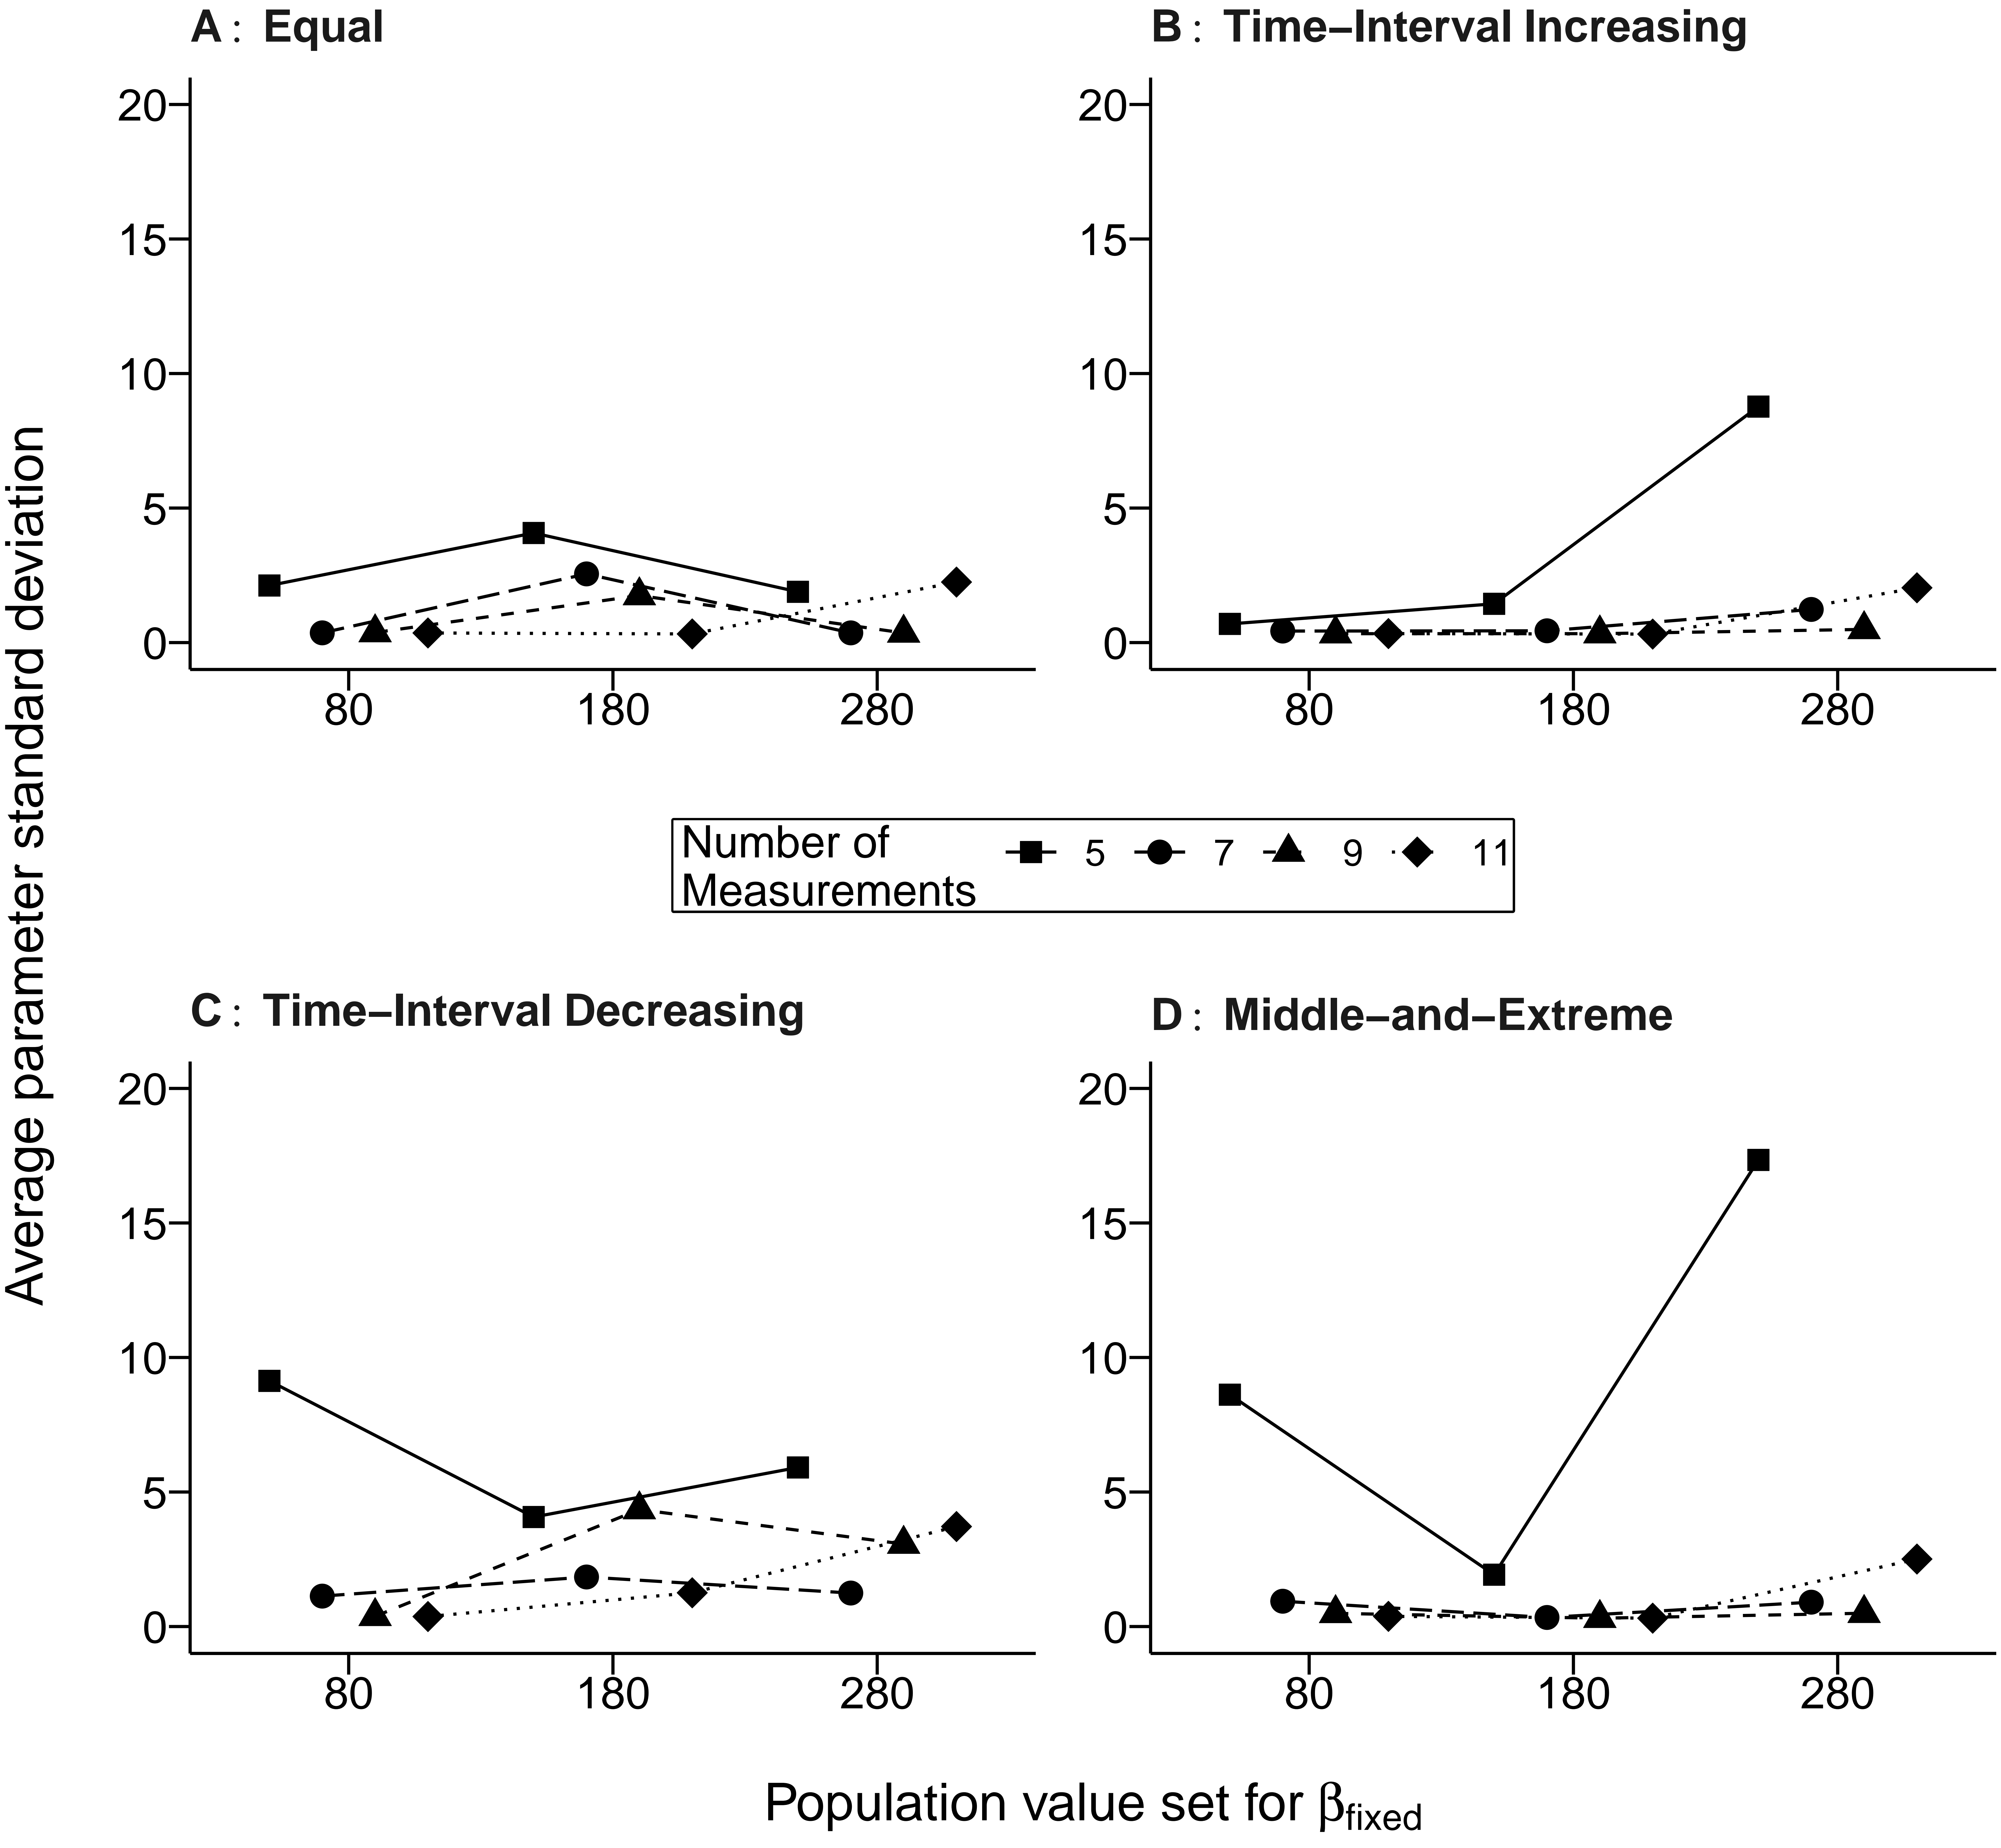 A : Equal
20
15
10
5
0
80 180 280
B : Time–Interval Increasing
20
15
10
5
0
80 180 280
Average parameter standard deviation
Number of
Measurements
5 7 9 11
C : Time–Interval Decreasing
20
15
10
5
0
80 180 280
D : Middle–and–Extreme
20
15
10
5
0
80 180 280
Population value set for βfixed